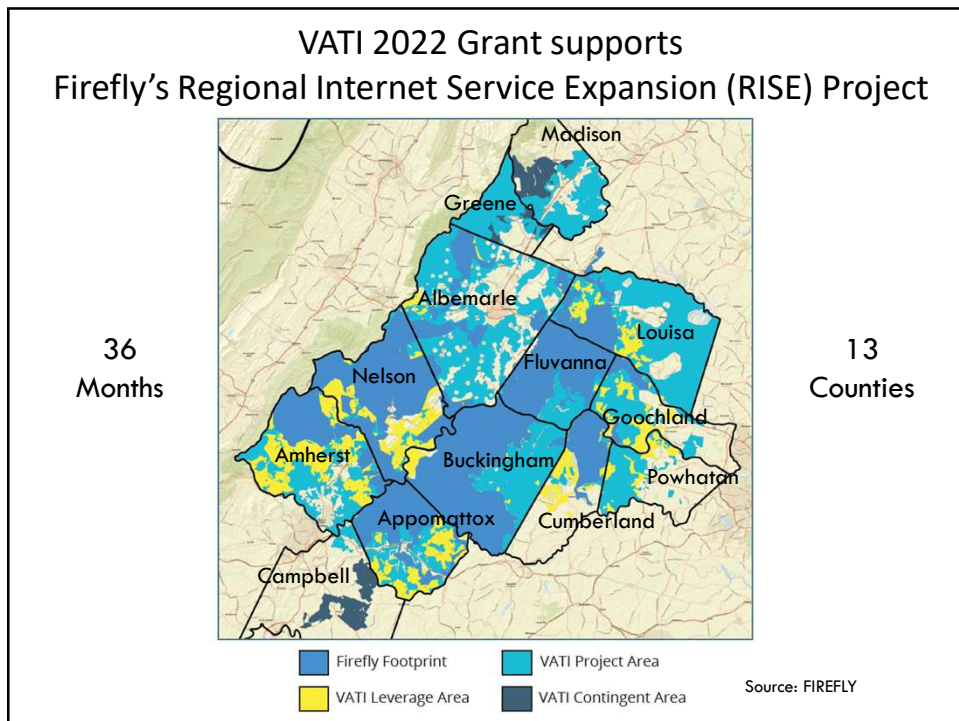 VATI 2022 Grant supports
Firefly's Regional Internet Service Expansion (RISE) Project
Madison
Greene
Albemarle
Louisa
36
Months
13
Counties
Nelson
Fluvanna
Goochland
Amherst
Buckingham
Powhatan
Cumberland
Appomattox
Campbell
Firefly Footprint
VATI Project Area
VATI Leverage Area
VATI Contingent Area
Source: FIREFLY